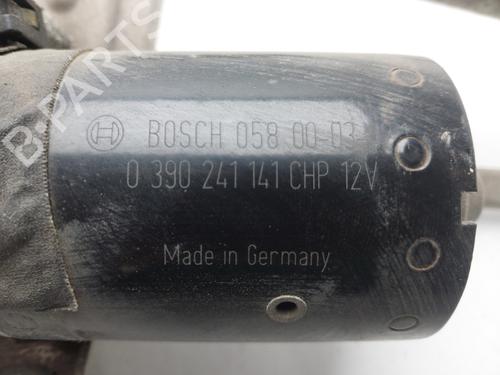 B-PARTS
BOSCH 058 00-03
0 390 241 141 CHP 12V
Made in Germany